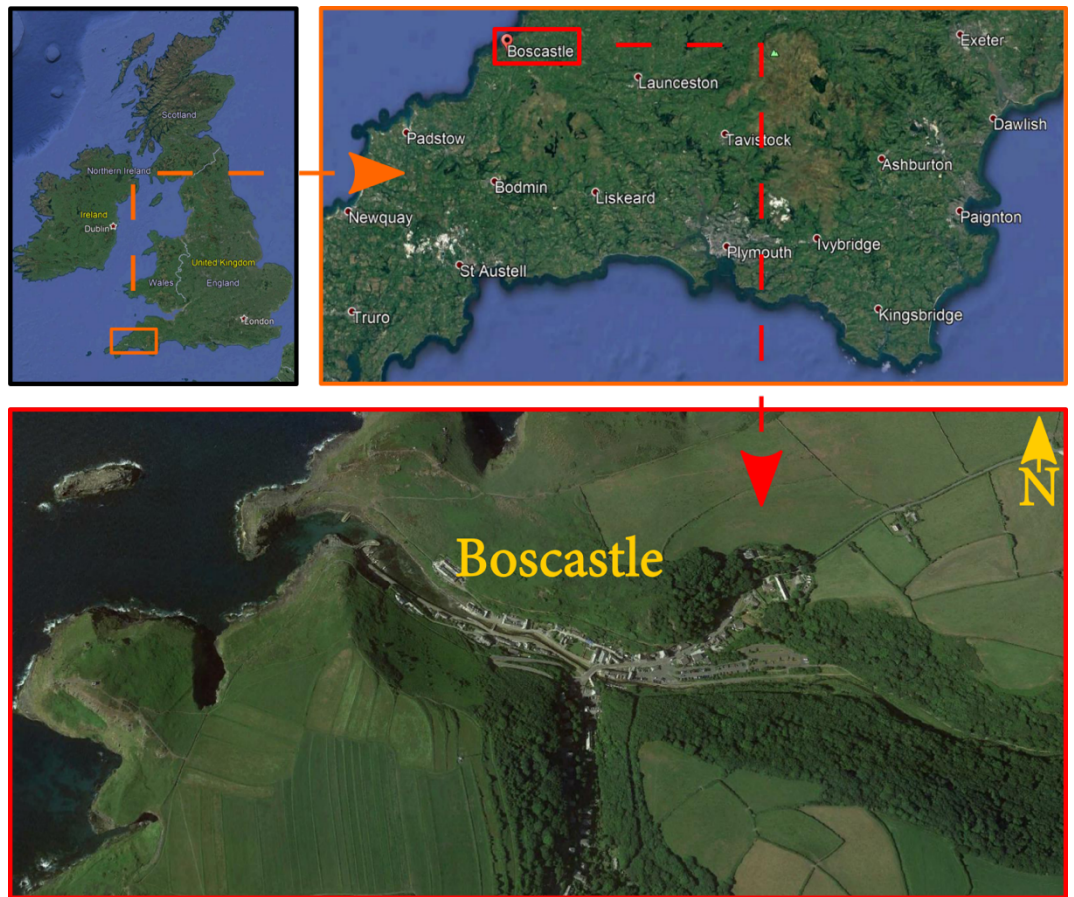 Scotland
Northern Ireland
Ireland
Dublin
United Kingdom
Wales
England
London
Boscastle
Exeter
Launceston
Dawlish
Padstow
Tavistock
Ashburton
Bodmin
Liskeard
Newquay
Paignton
Plymouth
Ivybridge
St Austell
Truro
Kingsbridge
N
Boscastle